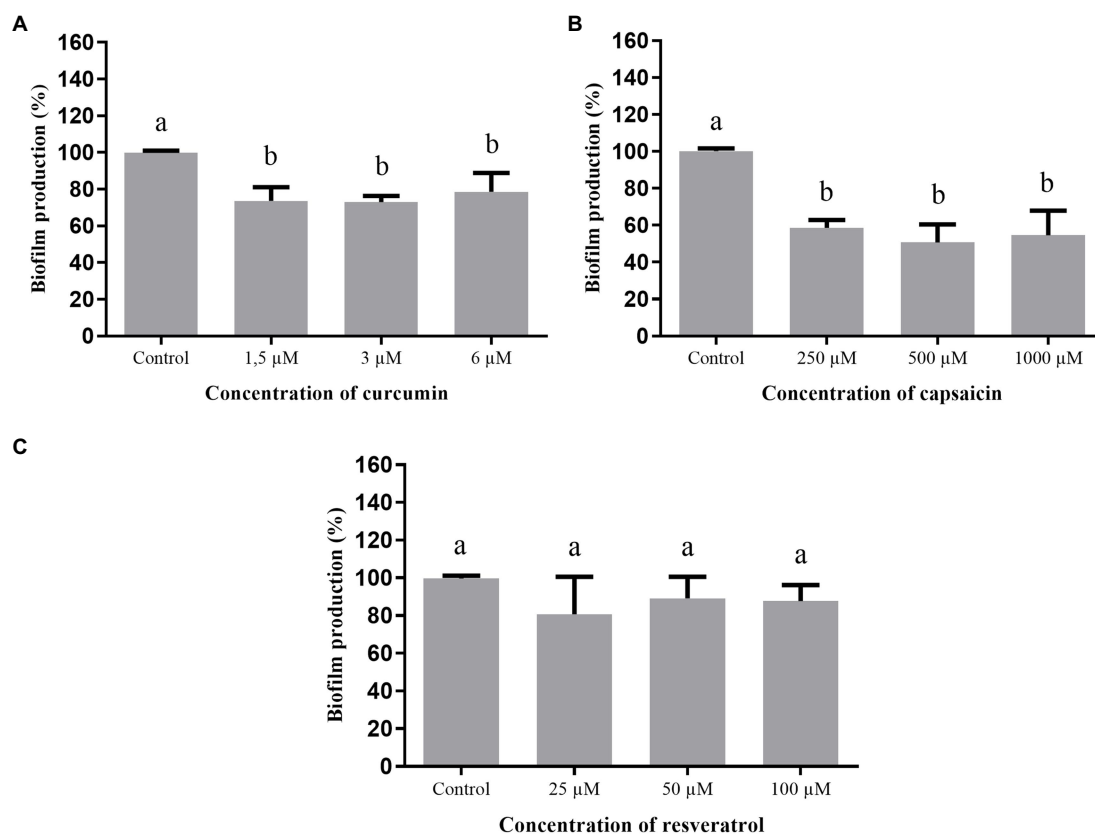 A
160
140
120
100
80
60
40
20
0
Biofilm production (%)
a
b
b
b
Control
1,5 µM
3 µM
6 µM
Concentration of curcumin
B
160
140
120
100
80
60
40
20
0
Biofilm production (%)
a
b
b
b
Control
250 µM
500 µM
1000 µM
Concentration of capsaicin
C
160
140
120
100
80
60
40
20
0
Biofilm production (%)
a
a
a
a
Control
25 µM
50 µM
100 µM
Concentration of resveratrol